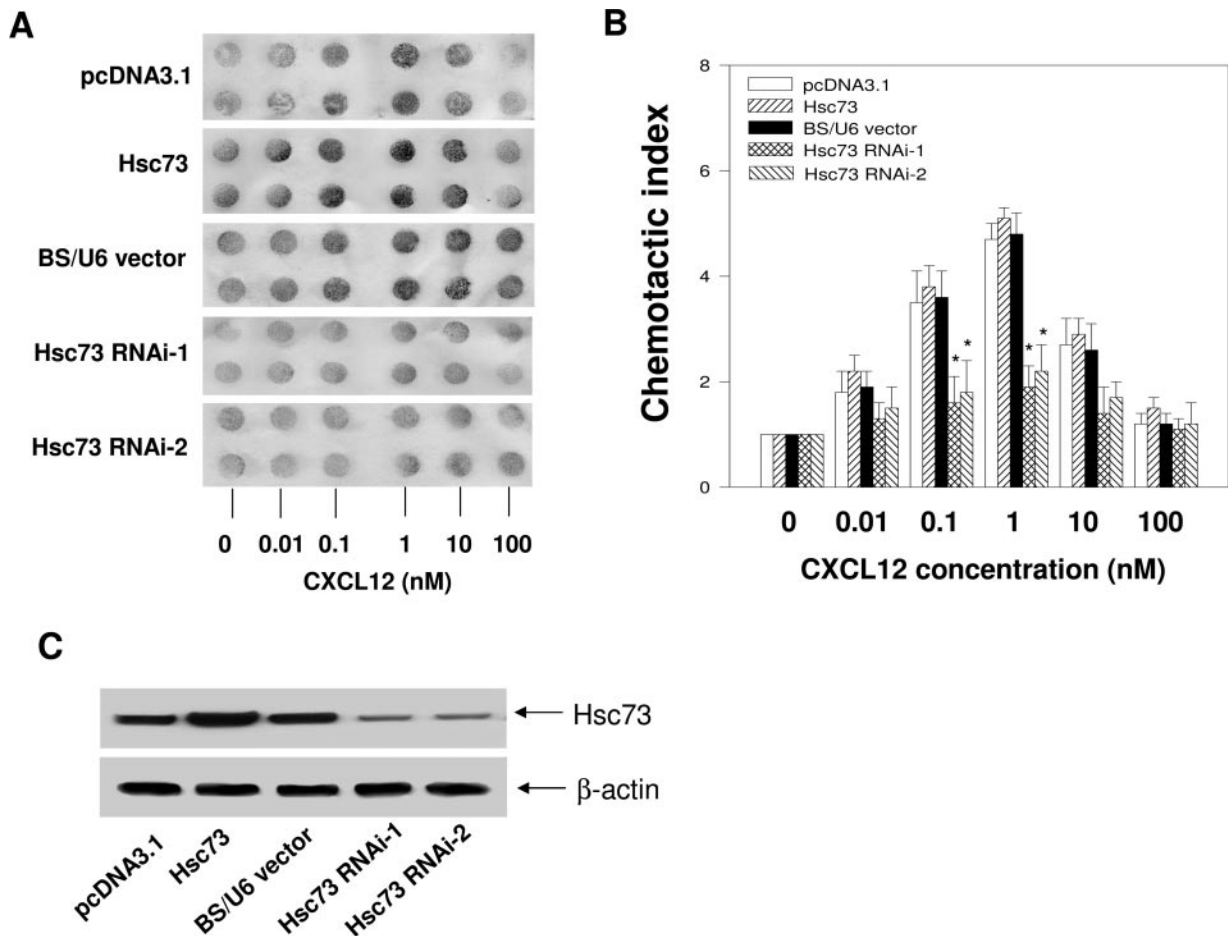 A
pcDNA3.1
Hsc73
BS/U6 vector
Hsc73 RNAi-1
Hsc73 RNAi-2
0 0.01 0.1 1 10 100
CXCL12 (nM)
B
8
6
4
2
0
Chemotactic index
pcDNA3.1
Hsc73
BS/U6 vector
Hsc73 RNAi-1
Hsc73 RNAi-2
* *
* *
0 0.01 0.1 1 10 100
CXCL12 concentration (nM)
C
Hsc73
β-actin
pcDNA3.1
Hsc73
BS/U6 vector
Hsc73 RNAi-1
Hsc73 RNAi-2